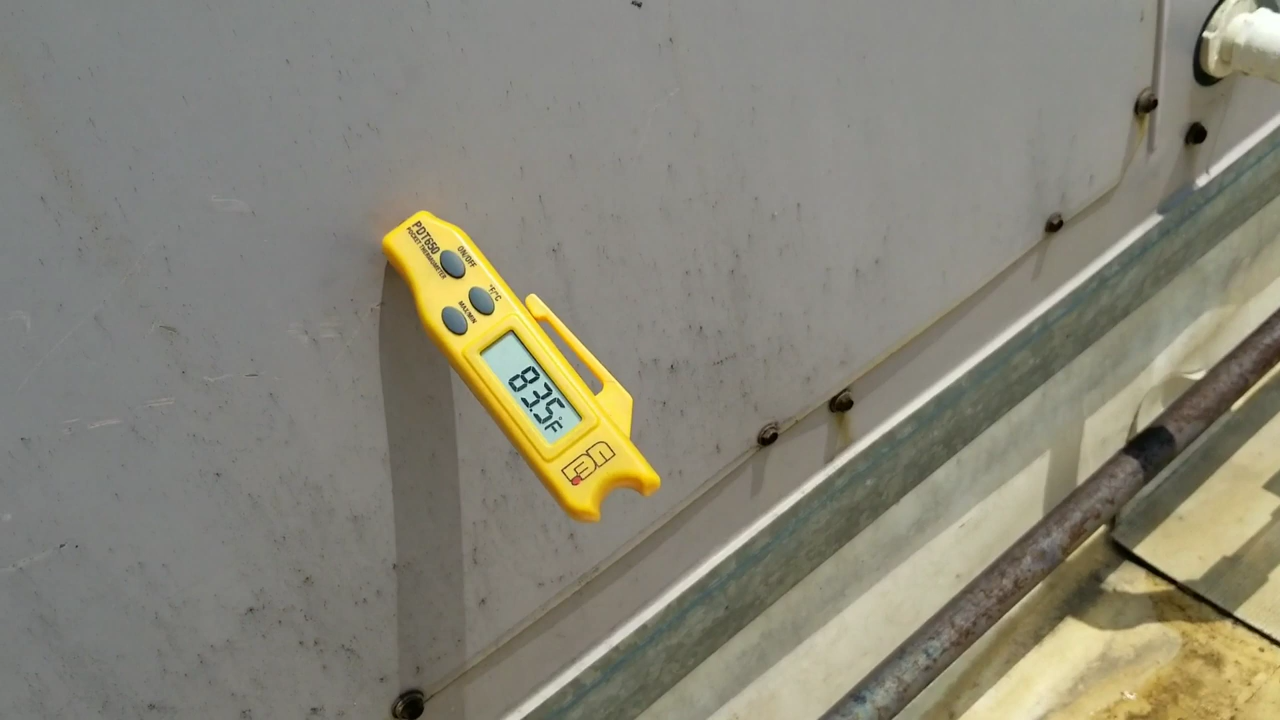 PDT650
POCKET THERMOMETER
ON/OFF
°F/°C
MAX/MIN
83.5°F